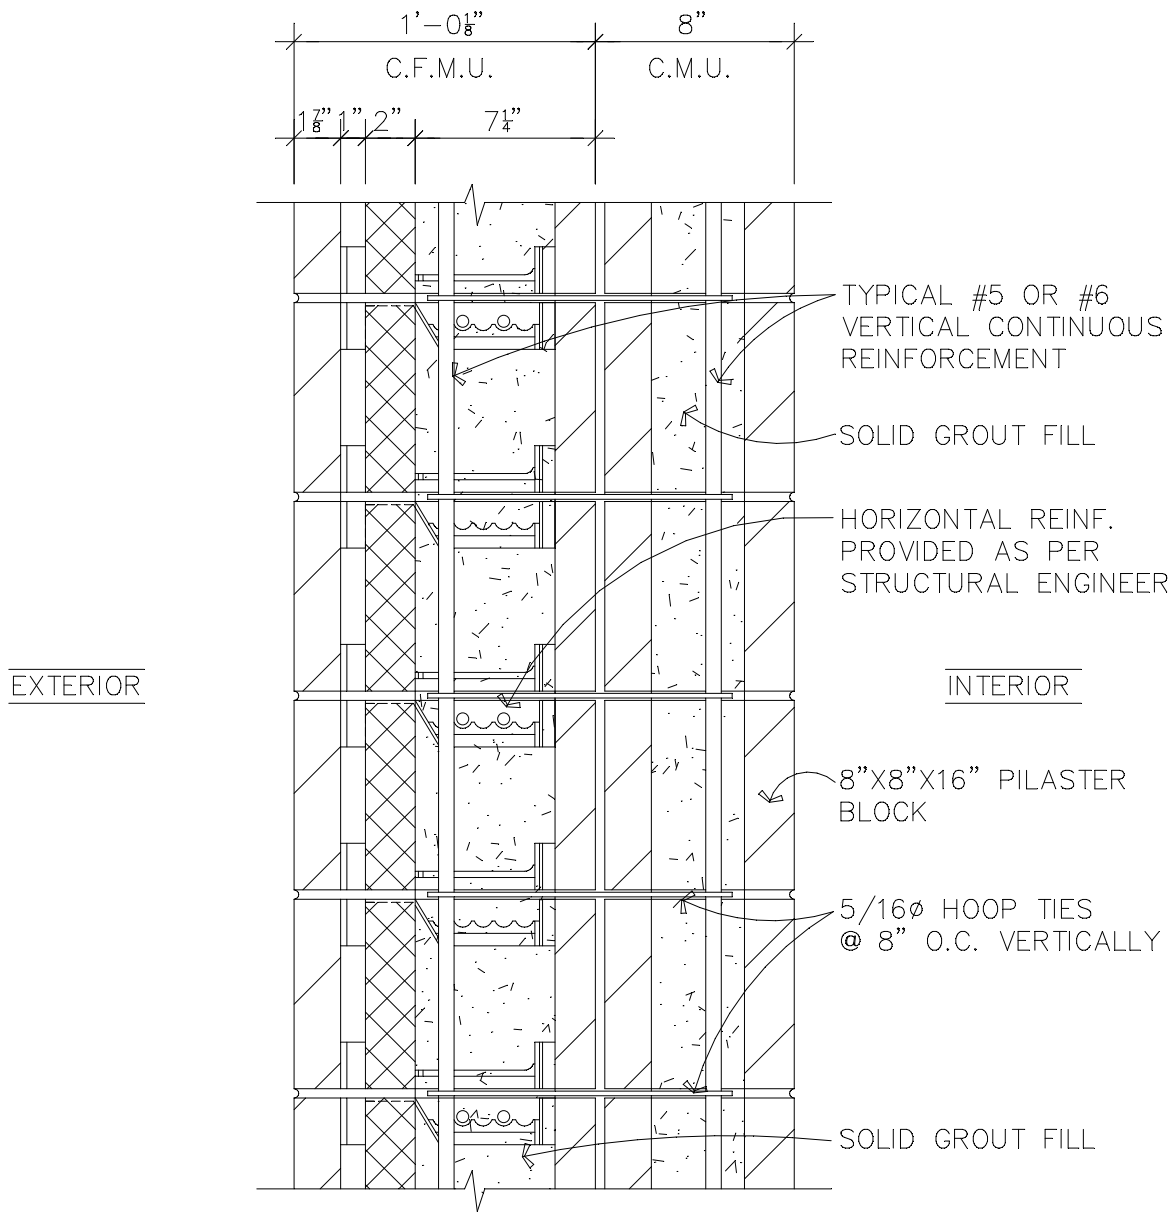 1'-0⅛" 8"
C.F.M.U. C.M.U.
1⅞" 1" 2" 7¼"
TYPICAL #5 OR #6
VERTICAL CONTINUOUS
REINFORCEMENT
SOLID GROUT FILL
HORIZONTAL REINF.
PROVIDED AS PER
STRUCTURAL ENGINEER
EXTERIOR
INTERIOR
8"X8"X16" PILASTER
BLOCK
5/16ø HOOP TIES
@ 8" O.C. VERTICALLY
SOLID GROUT FILL